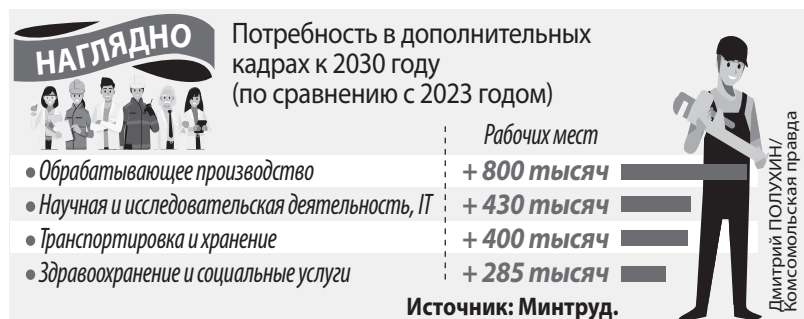 НАГЛЯДНО
Потребность в дополнительных
кадрах к 2030 году
(по сравнению с 2023 годом)
Рабочих мест
• Обрабатывающее производство + 800 тысяч
• Научная и исследовательская деятельность, IT + 430 тысяч
• Транспортировка и хранение + 400 тысяч
• Здравоохранение и социальные услуги + 285 тысяч
Источник: Минтруд.
Дмитрий ПОЛУХИН/
Комсомольская правда